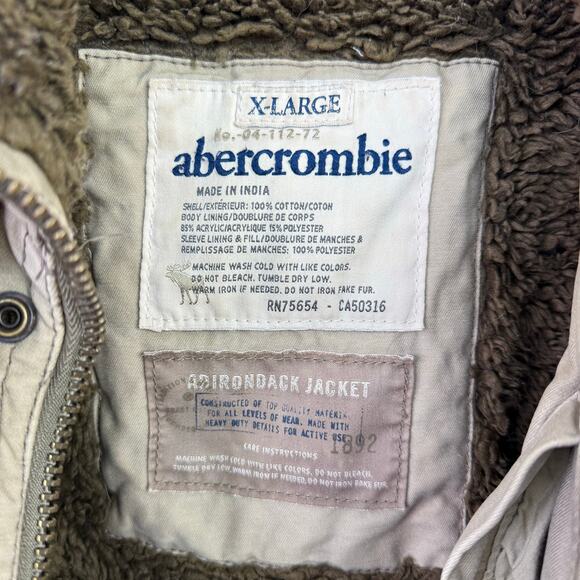 X-LARGE
No.-04-112-72
abercrombie
MADE IN INDIA
SHELL/EXTÉRIEUR: 100% COTTON/COTON
BODY LINING/DOUBLURE DE CORPS
85% ACRYLIC/ACRYLIQUE 15% POLYESTER
SLEEVE LINING & FILL/DOUBLURE DE MANCHES &
REMPLISSAGE DE MANCHES: 100% POLYESTER
MACHINE WASH COLD WITH LIKE COLORS.
DO NOT BLEACH. TUMBLE DRY LOW.
WARM IRON IF NEEDED. DO NOT IRON FAKE FUR.
RN75654 - CA50316
ADIRONDACK JACKET
CONSTRUCTED OF TOP QUALITY MATERIAL
FOR ALL LEVELS OF WEAR. MADE WITH
HEAVY DUTY DETAILS FOR ACTIVE USE
1892
CARE INSTRUCTIONS
MACHINE WASH COLD WITH LIKE COLORS. DO NOT BLEACH.
TUMBLE DRY LOW. WARM IRON IF NEEDED. DO NOT IRON FAKE FUR.